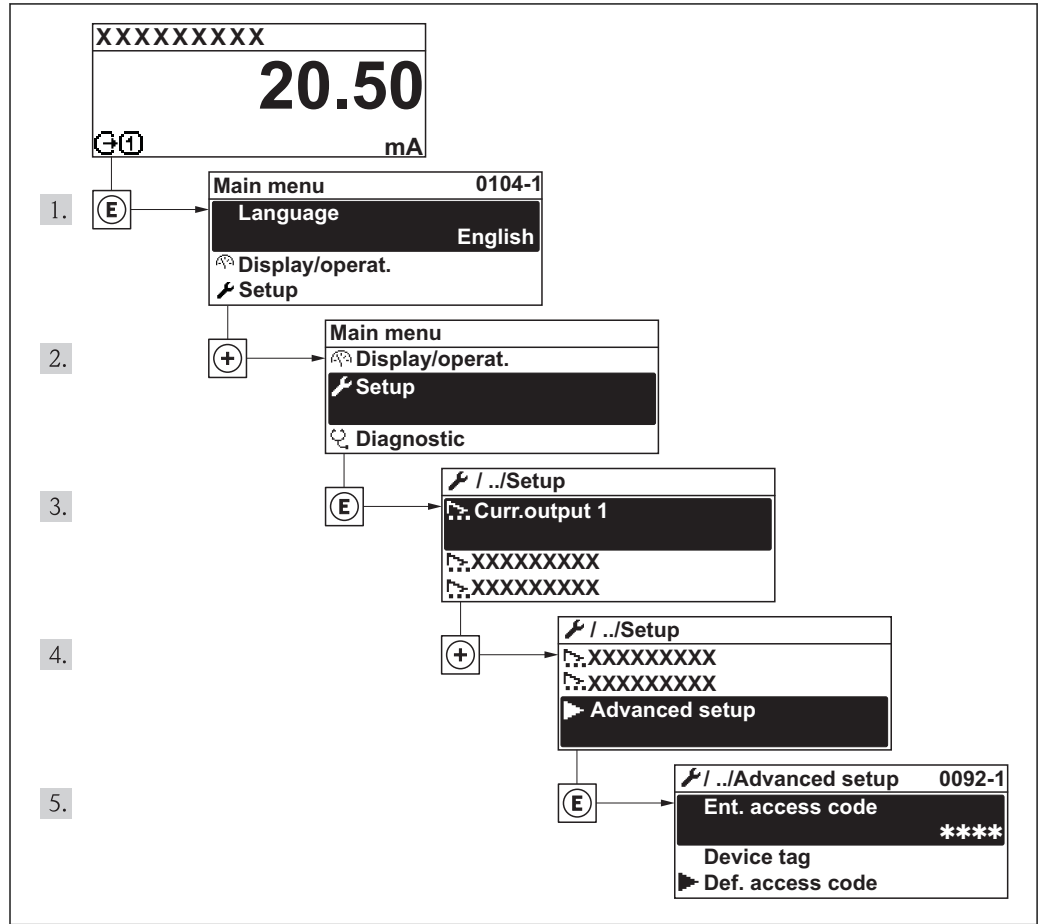 XXXXXXXXX
20.50
① mA
1. E
Main menu 0104-1
Language
English
Display/operat.
Setup
2. +
Main menu
Display/operat.
Setup
Diagnostic
3. E
/ ../Setup
Curr.output 1
XXXXXXXXX
XXXXXXXXX
4. +
/ ../Setup
XXXXXXXXX
XXXXXXXXX
Advanced setup
5. E
/ ../Advanced setup 0092-1
Ent. access code
****
Device tag
Def. access code